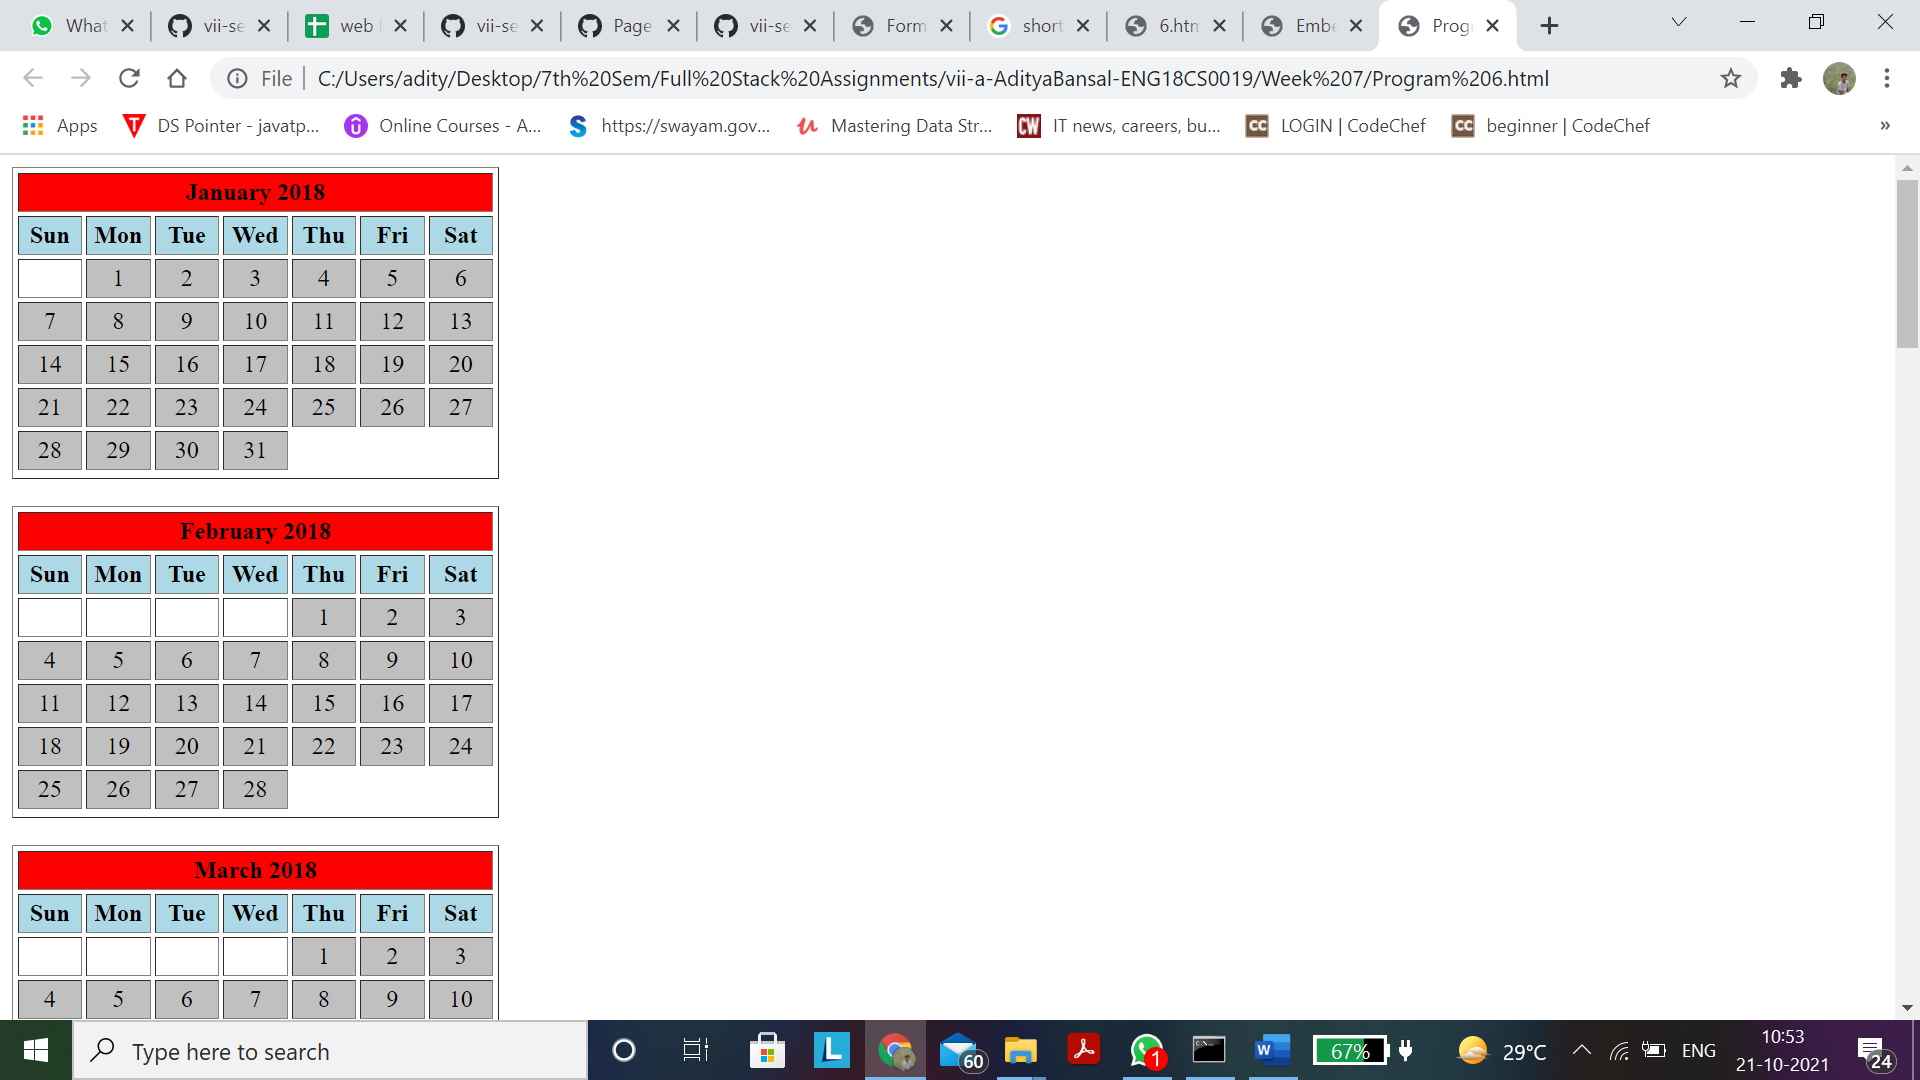 What vii-se web vii-se Page vii-se Form short 6.htm Embe Prog
File C:/Users/adity/Desktop/7th%20Sem/Full%20Stack%20Assignments/vii-a-AdityaBansal-ENG18CS0019/Week%207/Program%206.html
Apps DS Pointer - javatp... Online Courses - A... https://swayam.gov... Mastering Data Str... CW IT news, careers, bu... CC LOGIN | CodeChef CC beginner | CodeChef »
January 2018
Sun Mon Tue Wed Thu Fri Sat
1 2 3 4 5 6
7 8 9 10 11 12 13
14 15 16 17 18 19 20
21 22 23 24 25 26 27
28 29 30 31
February 2018
Sun Mon Tue Wed Thu Fri Sat
1 2 3
4 5 6 7 8 9 10
11 12 13 14 15 16 17
18 19 20 21 22 23 24
25 26 27 28
March 2018
Sun Mon Tue Wed Thu Fri Sat
1 2 3
4 5 6 7 8 9 10
Type here to search
L
60
1
W
67%
29°C
ENG
10:53
21-10-2021
24